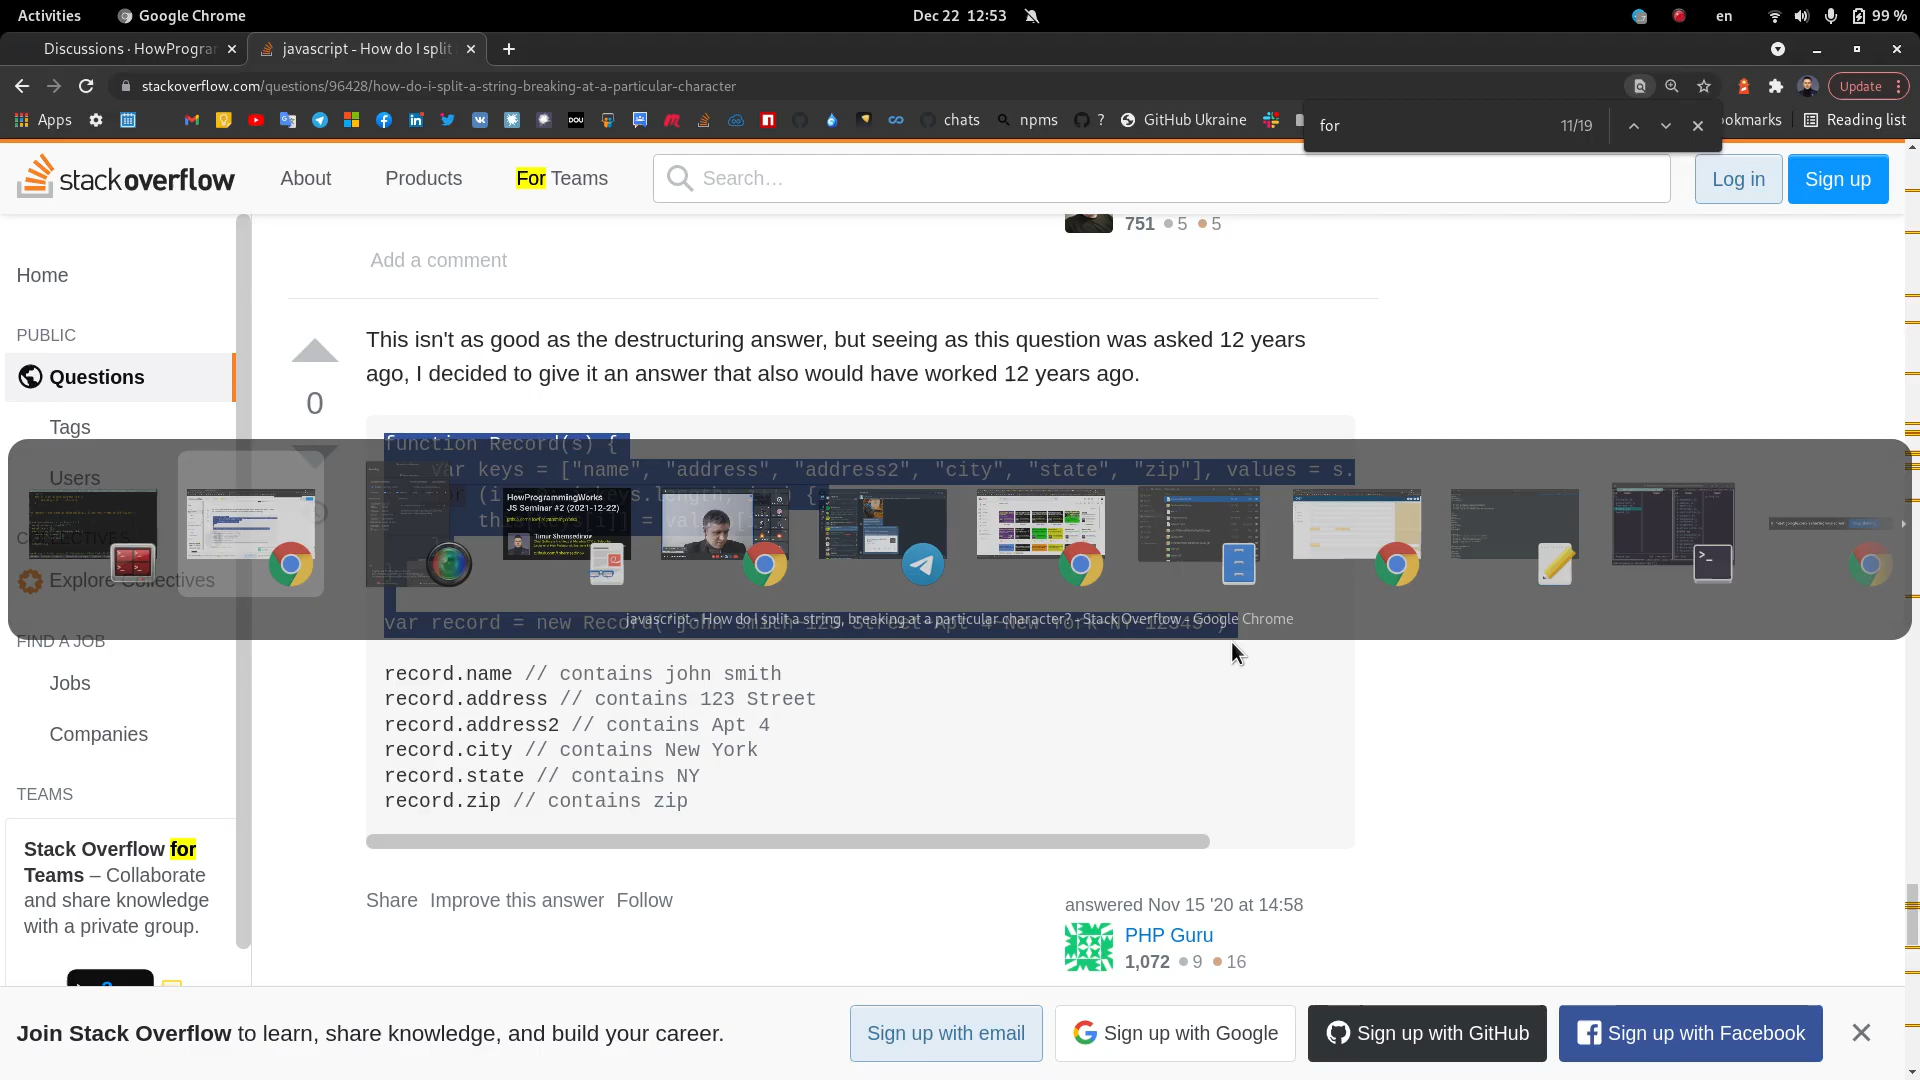 Activities Google Chrome Dec 22 12:53 en 99 %
Discussions · HowProgra javascript - How do I split
stackoverflow.com/questions/96428/how-do-i-split-a-string-breaking-at-a-particular-character Update
Apps DOU chats npms ? GitHub Ukraine for 11/19 ookmarks Reading list
stackoverflow About Products For Teams Search... Log in Sign up
751 5 5
Add a comment
Home
PUBLIC
Questions
Tags
Users
COLLECTIVES
Explore Collectives
FIND A JOB
Jobs
Companies
TEAMS
Stack Overflow for
Teams – Collaborate
and share knowledge
with a private group.
This isn't as good as the destructuring answer, but seeing as this question was asked 12 years
ago, I decided to give it an answer that also would have worked 12 years ago.
0
function Record(s) {
var keys = ["name", "address", "address2", "city", "state", "zip"], values = s.
HowProgrammingWorks
JS Seminar #2 (2021-12-22)
Timur Shemsedinov
javascript - How do I split a string, breaking at a particular character? - Stack Overflow - Google Chrome
var record = new Record(
record.name // contains john smith
record.address // contains 123 Street
record.address2 // contains Apt 4
record.city // contains New York
record.state // contains NY
record.zip // contains zip
Share Improve this answer Follow
answered Nov 15 '20 at 14:58
PHP Guru
1,072 9 16
Join Stack Overflow to learn, share knowledge, and build your career. Sign up with email Sign up with Google Sign up with GitHub Sign up with Facebook